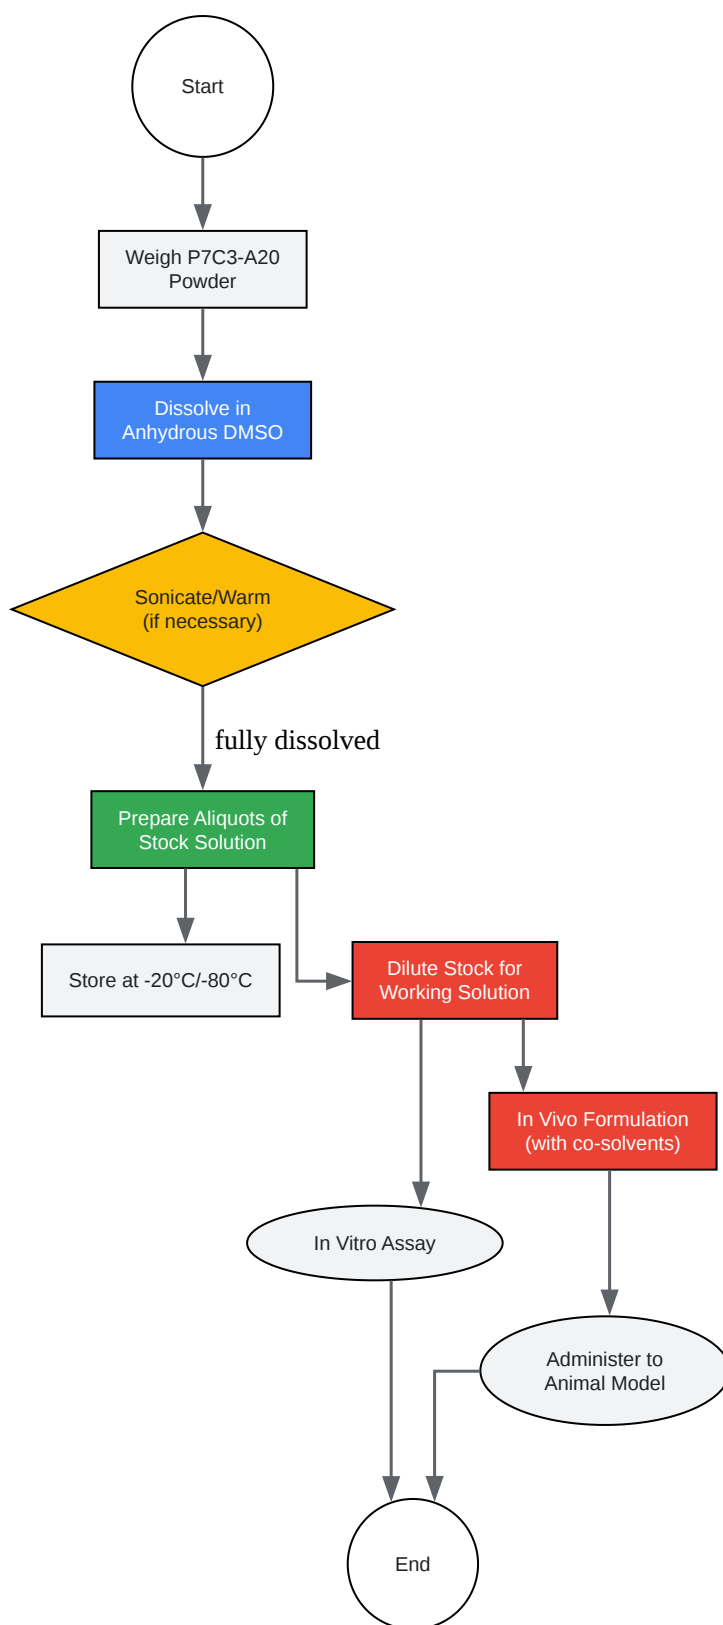 Start
Weigh P7C3-A20
Powder
Dissolve in
Anhydrous DMSO
Sonicate/Warm
(if necessary)
fully dissolved
Prepare Aliquots of
Stock Solution
Store at -20°C/-80°C
Dilute Stock for
Working Solution
In Vivo Formulation
(with co-solvents)
In Vitro Assay
Administer to
Animal Model
End